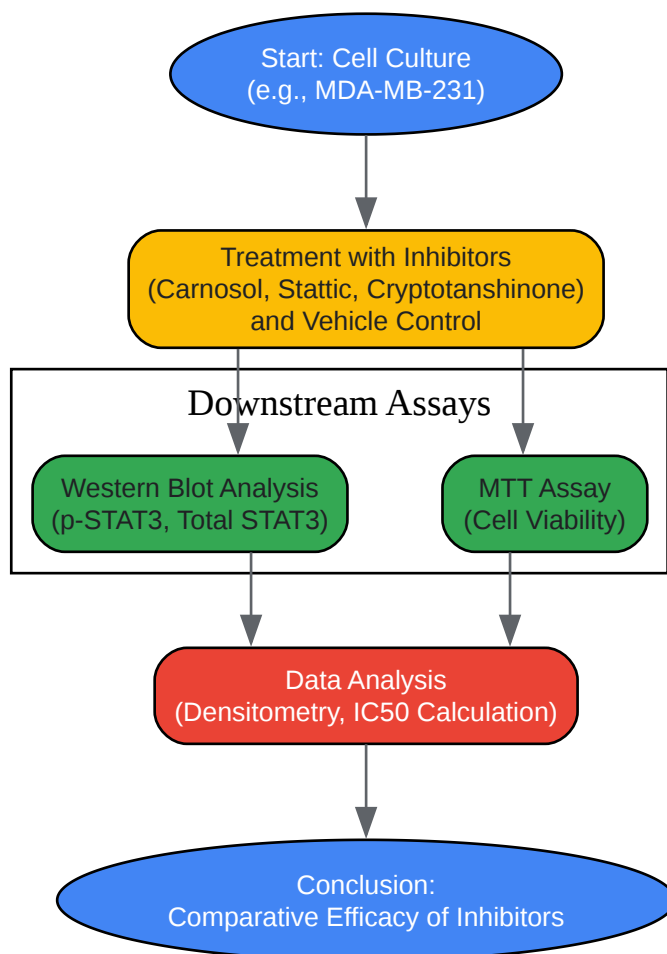 Start: Cell Culture
(e.g., MDA-MB-231)
Treatment with Inhibitors
(Carnosol, Stattic, Cryptotanshinone)
and Vehicle Control
Downstream Assays
Western Blot Analysis
(p-STAT3, Total STAT3)
MTT Assay
(Cell Viability)
Data Analysis
(Densitometry, IC50 Calculation)
Conclusion:
Comparative Efficacy of Inhibitors